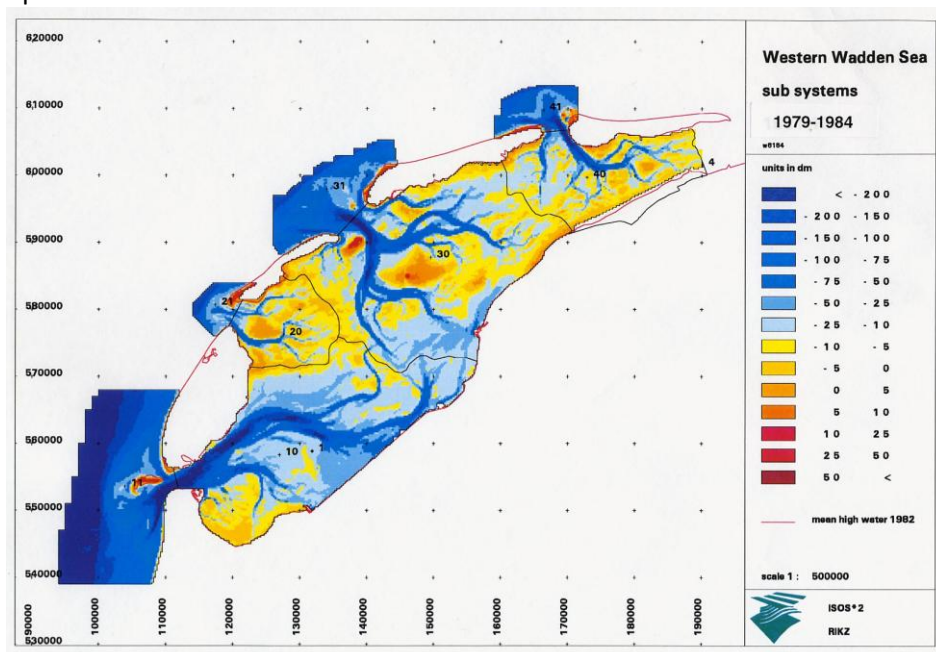 620000
610000
600000
590000
580000
570000
560000
550000
540000
530000
90000
100000
110000
120000
130000
140000
150000
160000
170000
180000
190000
41
4
40
31
30
21
20
10
1
11
Western Wadden Sea
sub systems
1979-1984
units in dm
< - 200
- 200 - 150
- 150 - 100
- 100 - 75
- 75 - 50
- 50 - 25
- 25 - 10
- 10 - 5
- 5 0
0 5
5 10
10 25
25 50
50 <
mean high water 1982
scale 1 : 500000
ISOS*2
RIKZ